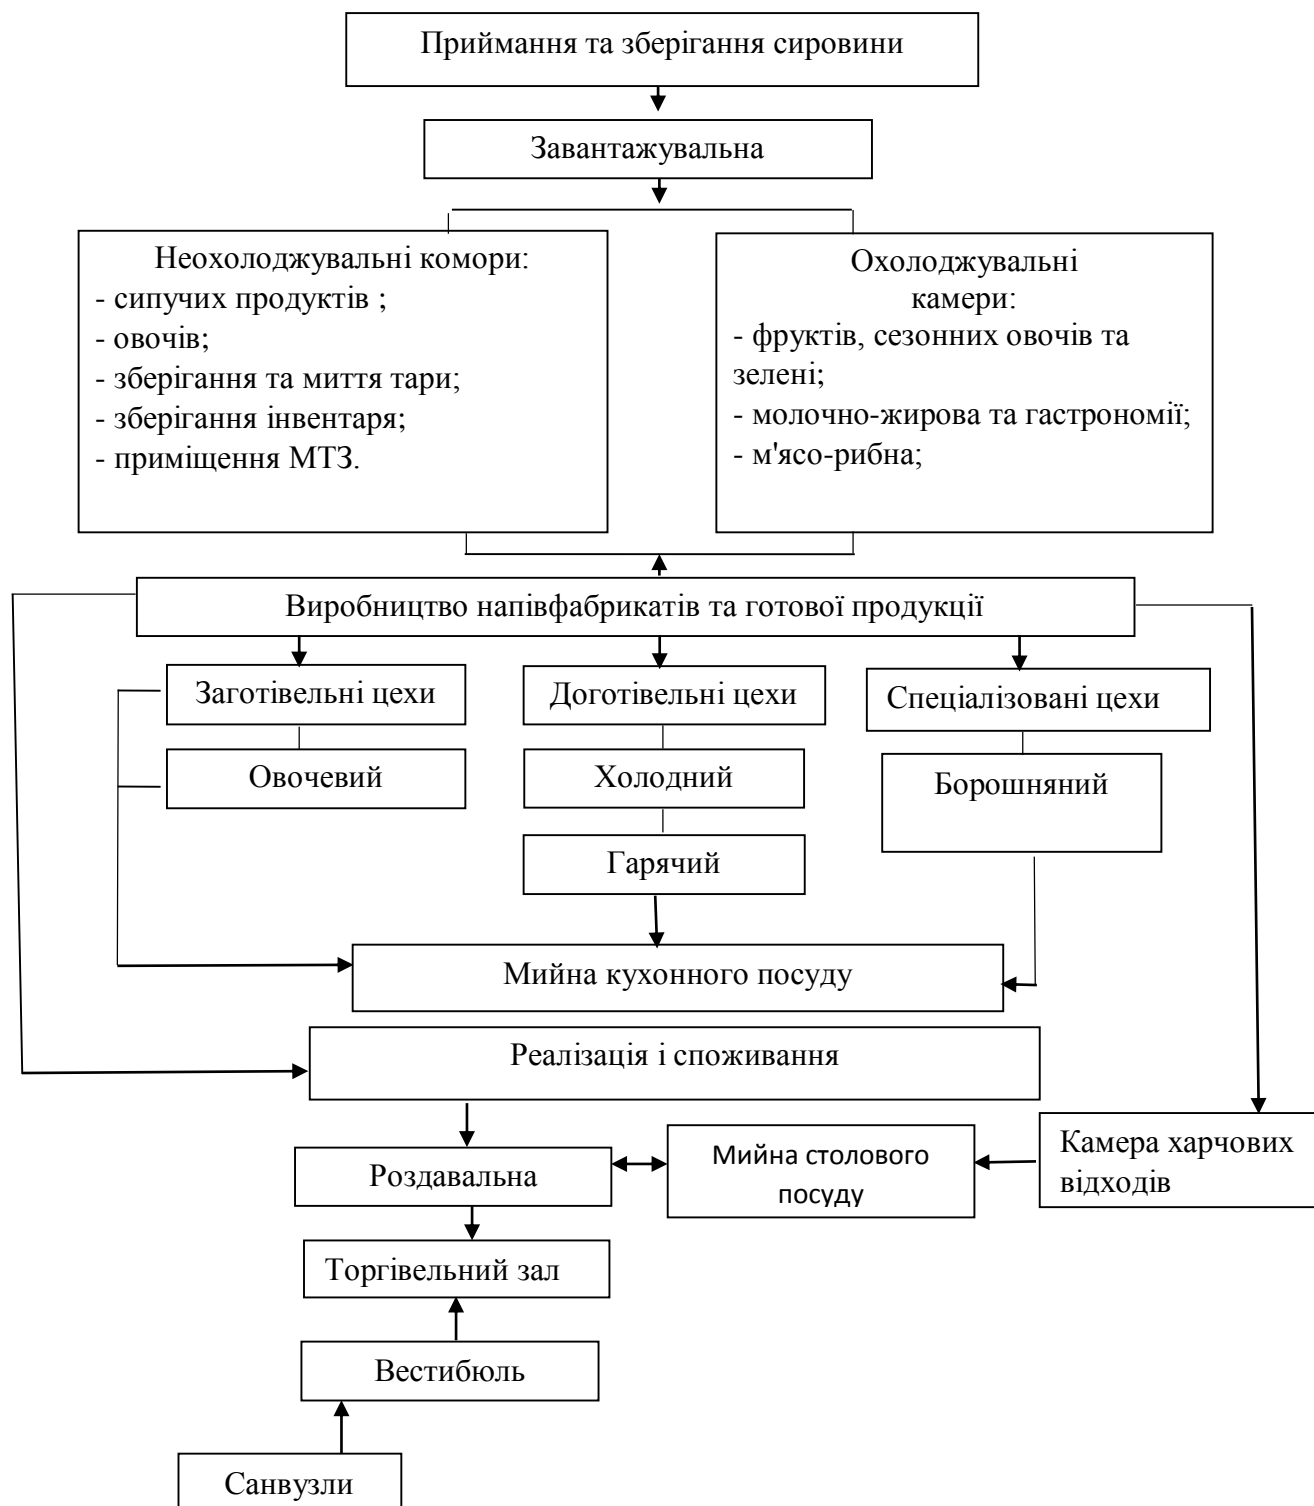 Приймання та зберігання сировини
Завантажувальна
Неохолоджувальні комори:
- сипучих продуктів ;
- овочів;
- зберігання та миття тари;
- зберігання інвентаря;
- приміщення МТЗ.
Охолоджувальні
камери:
- фруктів, сезонних овочів та
зелені;
- молочно-жирова та гастрономії;
- м'ясо-рибна;
Виробництво напівфабрикатів та готової продукції
Заготівельні цехи
Доготівельні цехи
Спеціалізовані цехи
Овочевий
Холодний
Борошняний
Гарячий
Мийна кухонного посуду
Реалізація і споживання
Роздавальна
Мийна столового
посуду
Камера харчових
відходів
Торгівельний зал
Вестибюль
Санвузли